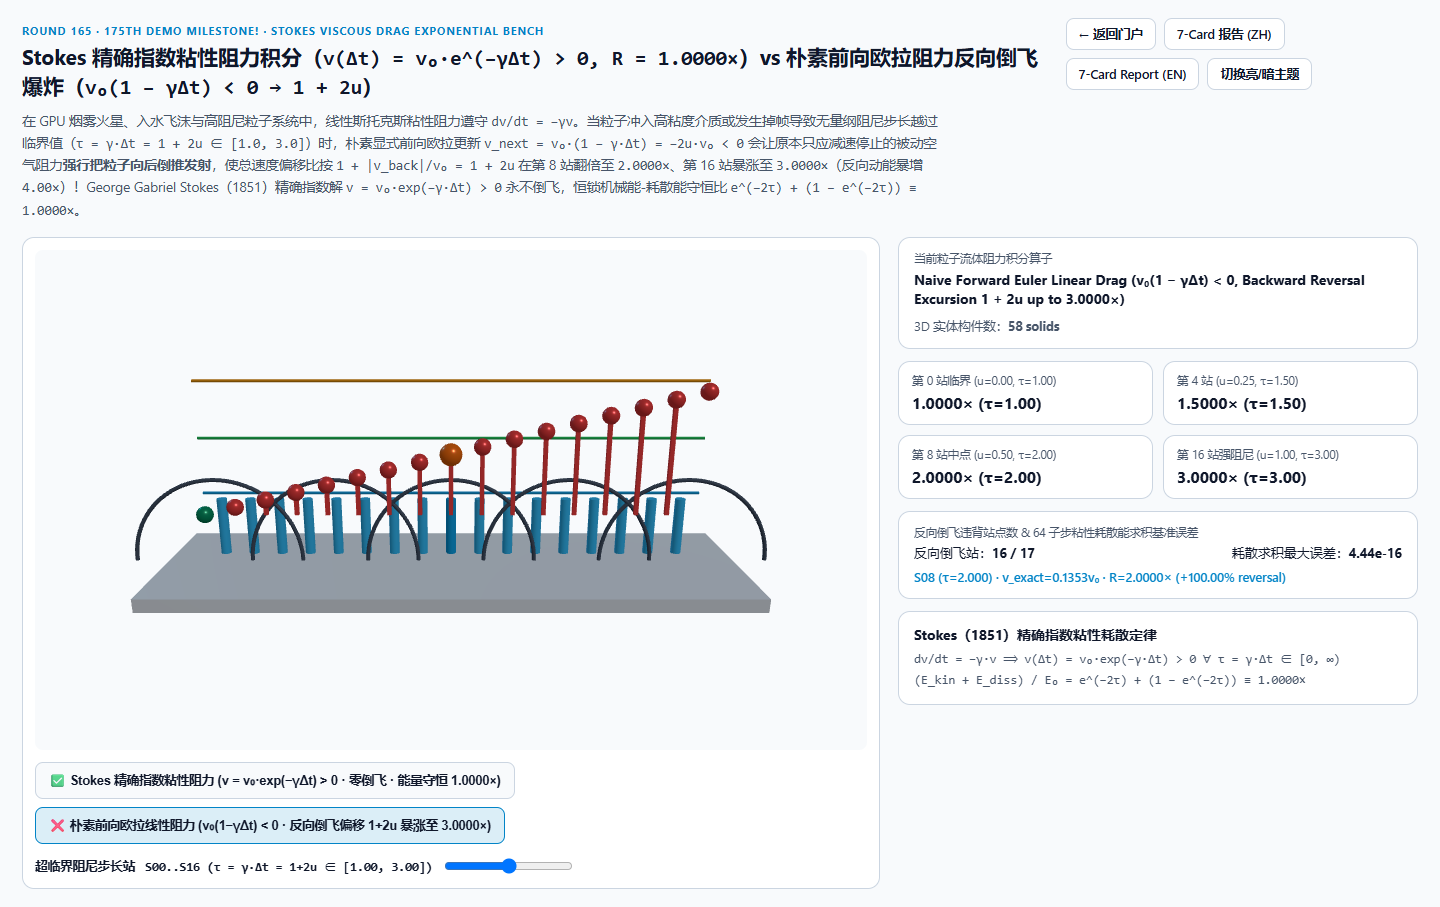 ROUND 165 · 175TH DEMO MILESTONE! · STOKES VISCOUS DRAG EXPONENTIAL BENCH
Stokes 精确指数粘性阻力积分（v(Δt) = v₀·e^(−γΔt) > 0, R = 1.0000×）vs 朴素前向欧拉阻力反向倒飞
爆炸（v₀(1 − γΔt) < 0 → 1 + 2u）
← 返回门户
7-Card 报告 (ZH)
7-Card Report (EN)
切换亮/暗主题
在 GPU 烟雾火星、入水飞沫与高阻尼粒子系统中，线性斯托克斯粘性阻力遵守 dv/dt = −γv。当粒子冲入高粘度介质或发生掉帧导致无量纲阻尼步长越过
临界值（τ = γ·Δt = 1 + 2u ∈ [1.0, 3.0]）时，朴素显式前向欧拉更新 v_next = v₀·(1 − γ·Δt) = −2u·v₀ < 0 会让原本只应减速停止的被动空
气阻力强行把粒子向后倒推发射，使总速度偏移比按 1 + |v_back|/v₀ = 1 + 2u 在第 8 站翻倍至 2.0000×、第 16 站暴涨至 3.0000×（反向动能暴增
4.00×）！George Gabriel Stokes（1851）精确指数解 v = v₀·exp(−γ·Δt) > 0 永不倒飞，恒锁机械能-耗散能守恒比 e^(−2τ) + (1 − e^(−2τ)) ≡
1.0000×。
当前粒子流体阻力积分算子
Naive Forward Euler Linear Drag (v₀(1 − γΔt) < 0, Backward Reversal
Excursion 1 + 2u up to 3.0000×)
3D 实体构件数：58 solids
第 0 站临界 (u=0.00, τ=1.00)
1.0000× (τ=1.00)
第 4 站 (u=0.25, τ=1.50)
1.5000× (τ=1.50)
第 8 站中点 (u=0.50, τ=2.00)
2.0000× (τ=2.00)
第 16 站强阻尼 (u=1.00, τ=3.00)
3.0000× (τ=3.00)
反向倒飞违背站点数 & 64 子步粘性耗散能求积基准误差
反向倒飞站：16 / 17
耗散求积最大误差：4.44e-16
S08 (τ=2.000) · v_exact=0.1353v₀ · R=2.0000× (+100.00% reversal)
Stokes（1851）精确指数粘性耗散定律
dv/dt = −γ·v ⟹ v(Δt) = v₀·exp(−γ·Δt) > 0 ∀ τ = γ·Δt ∈ [0, ∞)
(E_kin + E_diss) / E₀ = e^(−2τ) + (1 − e^(−2τ)) ≡ 1.0000×
✅ Stokes 精确指数粘性阻力 (v = v₀·exp(−γΔt) > 0 · 零倒飞 · 能量守恒 1.0000×)
❌ 朴素前向欧拉线性阻力 (v₀(1−γΔt) < 0 · 反向倒飞偏移 1+2u 暴涨至 3.0000×)
超临界阻尼步长站 S00..S16 (τ = γ·Δt = 1+2u ∈ [1.00, 3.00])